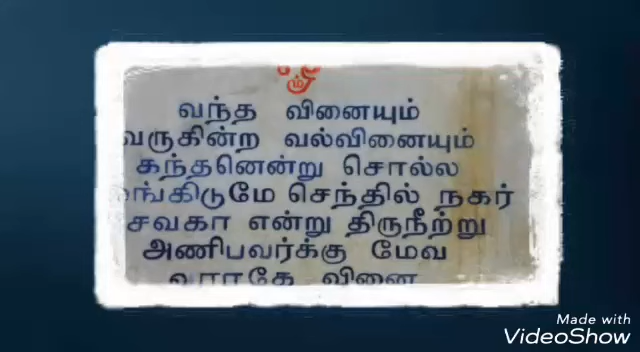 வந்த வினையும்
வருகின்ற வல்வினையும்
கந்தனென்று சொல்ல
செந்தில் நகர்
என்று திருநீற்று
அணிபவர்க்கு மேவ
வாராதே வினை
Made with
VideoShow